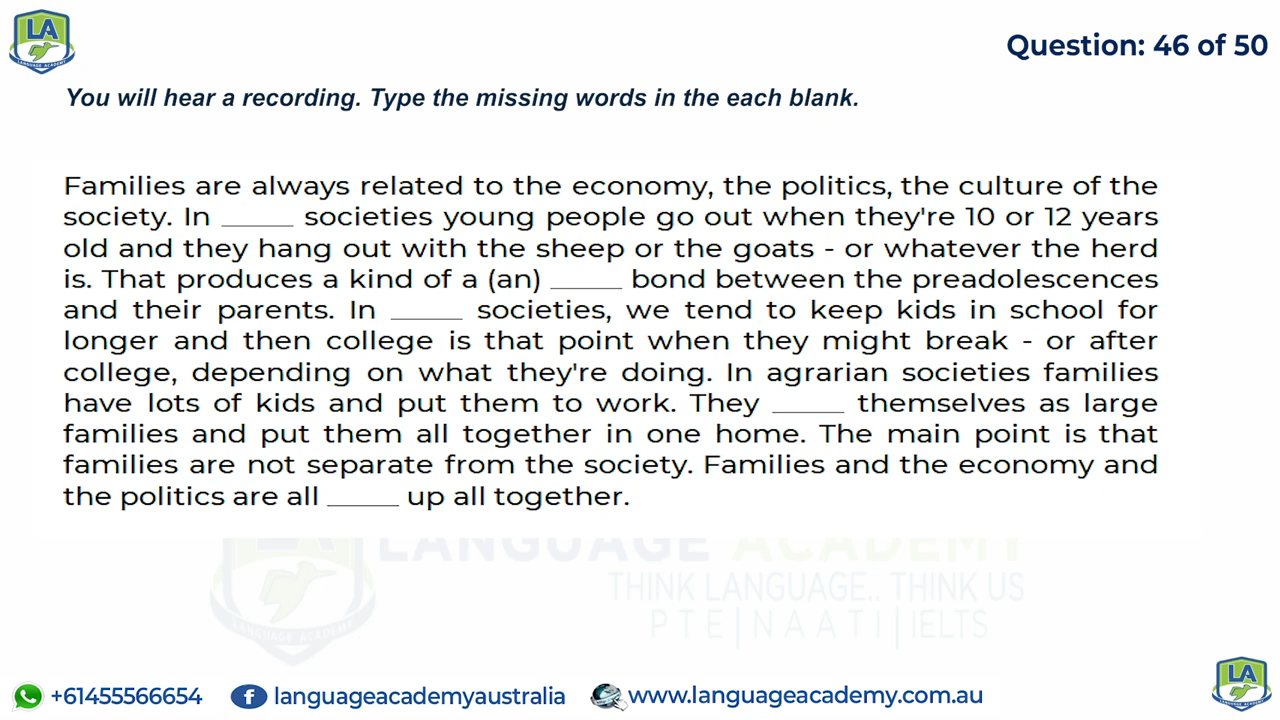 LA
LANGUAGE ACADEMY
Question: 46 of 50
You will hear a recording. Type the missing words in the each blank.
Families are always related to the economy, the politics, the culture of the
society. In _____ societies young people go out when they're 10 or 12 years
old and they hang out with the sheep or the goats - or whatever the herd
is. That produces a kind of a (an) _____ bond between the preadolescences
and their parents. In _____ societies, we tend to keep kids in school for
longer and then college is that point when they might break - or after
college, depending on what they're doing. In agrarian societies families
have lots of kids and put them to work. They _____ themselves as large
families and put them all together in one home. The main point is that
families are not separate from the society. Families and the economy and
the politics are all _____ up all together.
LANGUAGE ACADEMY
THINK LANGUAGE.. THINK US
PTE|NAATI|IELTS
LANGUAGE ACADEMY
+61455566654
languageacademyaustralia
www.languageacademy.com.au
LA